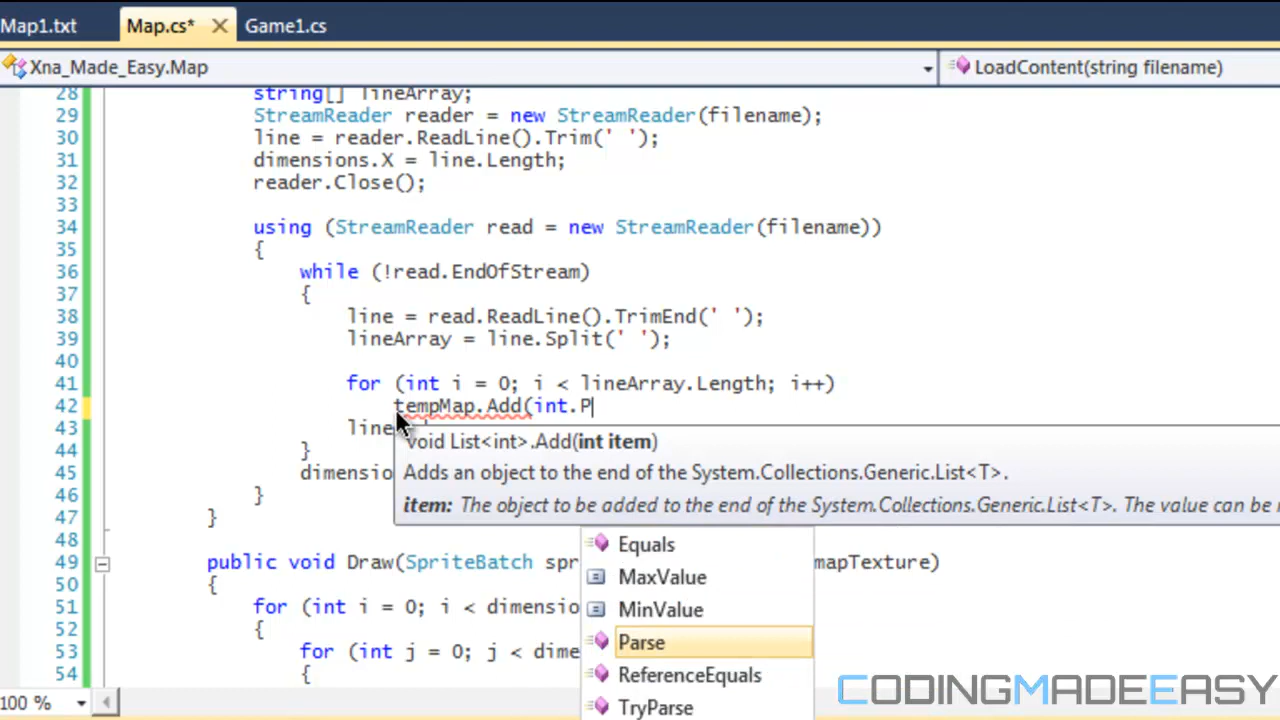 Map1.txt Map.cs* Game1.cs
Xna_Made_Easy.Map LoadContent(string filename)
28 string[] lineArray;
29 StreamReader reader = new StreamReader(filename);
30 line = reader.ReadLine().Trim(' ');
31 dimensions.X = line.Length;
32 reader.Close();
33
34 using (StreamReader read = new StreamReader(filename))
35 {
36 while (!read.EndOfStream)
37 {
38 line = read.ReadLine().TrimEnd(' ');
39 lineArray = line.Split(' ');
40
41 for (int i = 0; i < lineArray.Length; i++)
42 tempMap.Add(int.P
43 line
void List<int>.Add(int item)
44 }
45 dimensio
Adds an object to the end of the System.Collections.Generic.List<T>.
46 }
item: The object to be added to the end of the System.Collections.Generic.List<T>. The value can be
47 }
48
Equals
49 public void Draw(SpriteBatch spr mapTexture)
MaxValue
50 {
51 for (int i = 0; i < dimensio
MinValue
52 {
Parse
53 for (int j = 0; j < dime
54 {
ReferenceEquals
TryParse
100 %
CODINGMADEEASY